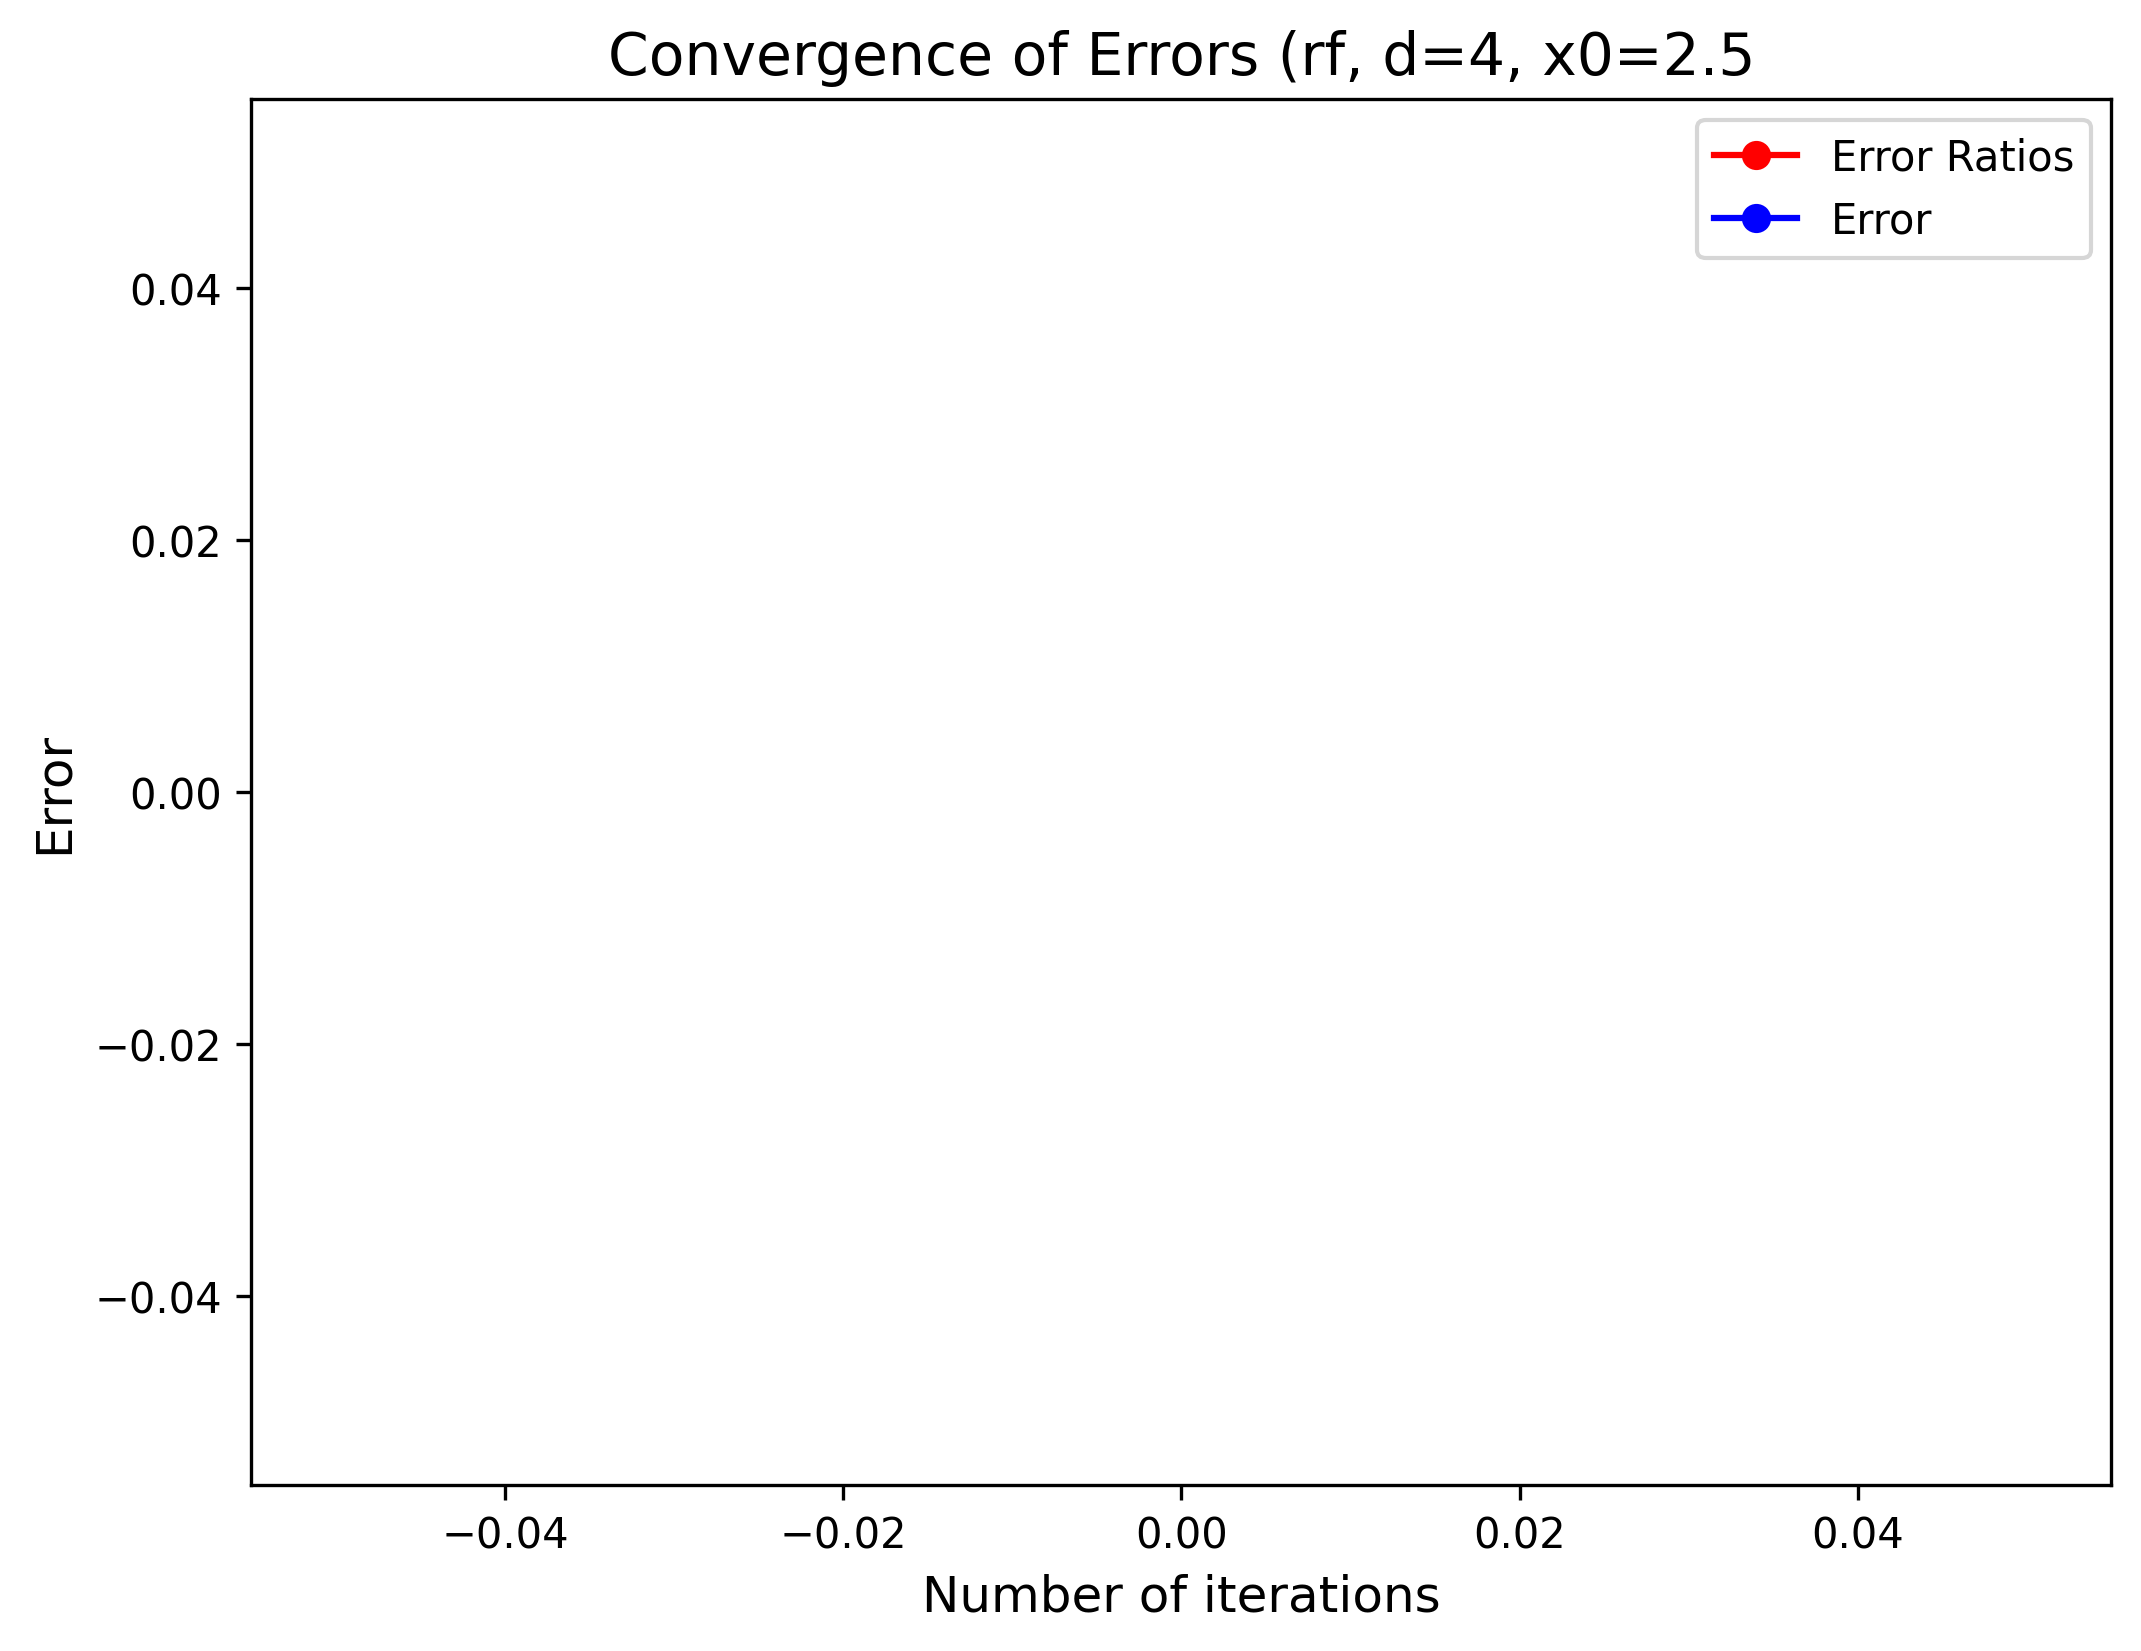 Convergence of Errors (rf, d=4, x0=2.5
Error Ratios
Error
0.04
0.02
0.00
−0.02
−0.04
Error
−0.04 −0.02 0.00 0.02 0.04
Number of iterations